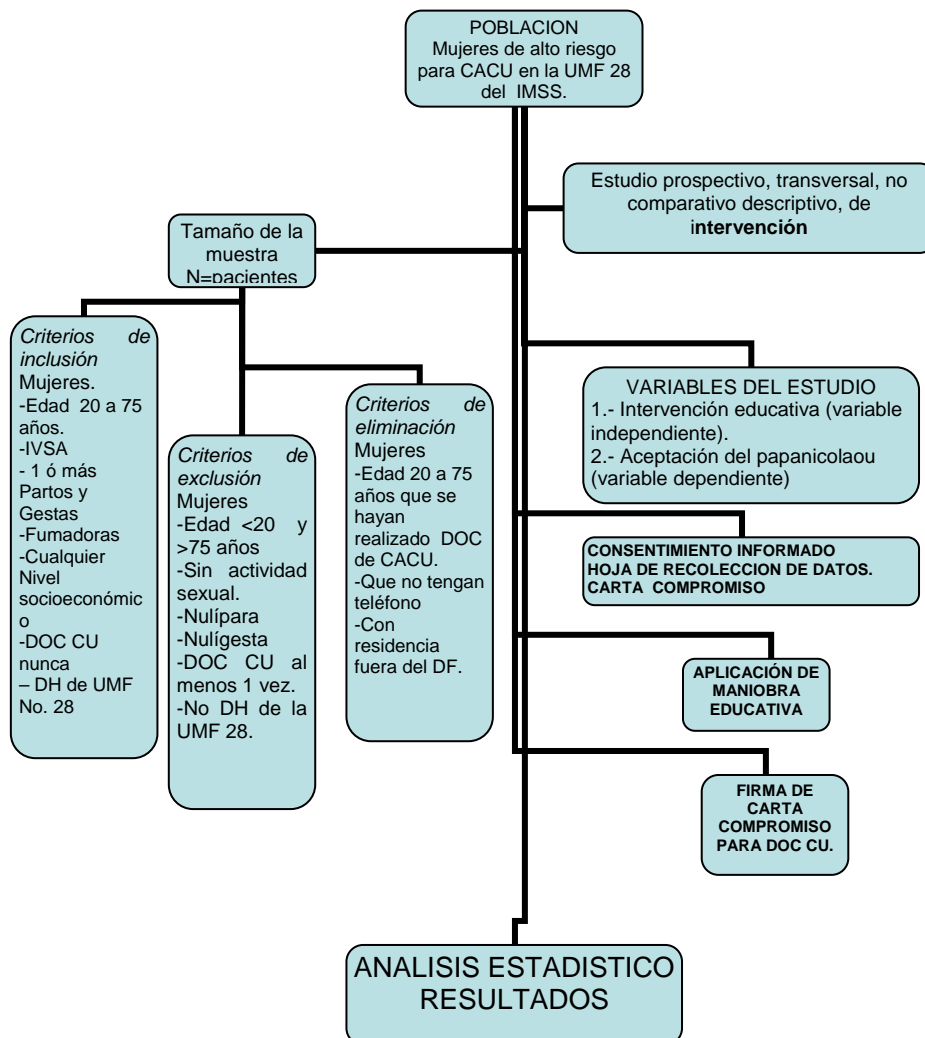 POBLACION
Mujeres de alto riesgo
para CACU en la UMF 28
del IMSS.
Estudio prospectivo, transversal, no
comparativo descriptivo, de
intervención
Tamaño de la
muestra
N=pacientes
Criterios de
inclusión
Mujeres.
-Edad 20 a 75
años.
-IVSA
- 1 ó más
Partos y
Gestas
-Fumadoras
-Cualquier
Nivel
socioeconómic
o
-DOC CU
nunca
– DH de UMF
No. 28
Criterios de
exclusión
Mujeres
-Edad <20 y
>75 años
-Sin actividad
sexual.
-Nulípara
-Nulígesta
-DOC CU al
menos 1 vez.
-No DH de la
UMF 28.
Criterios de
eliminación
Mujeres
-Edad 20 a 75
años que se
hayan
realizado DOC
de CACU.
-Que no tengan
teléfono
-Con
residencia
fuera del DF.
VARIABLES DEL ESTUDIO
1.- Intervención educativa (variable
independiente).
2.- Aceptación del papanicolaou
(variable dependiente)
CONSENTIMIENTO INFORMADO
HOJA DE RECOLECCION DE DATOS.
CARTA COMPROMISO
APLICACIÓN DE
MANIOBRA
EDUCATIVA
FIRMA DE
CARTA
COMPROMISO
PARA DOC CU.
ANALISIS ESTADISTICO
RESULTADOS